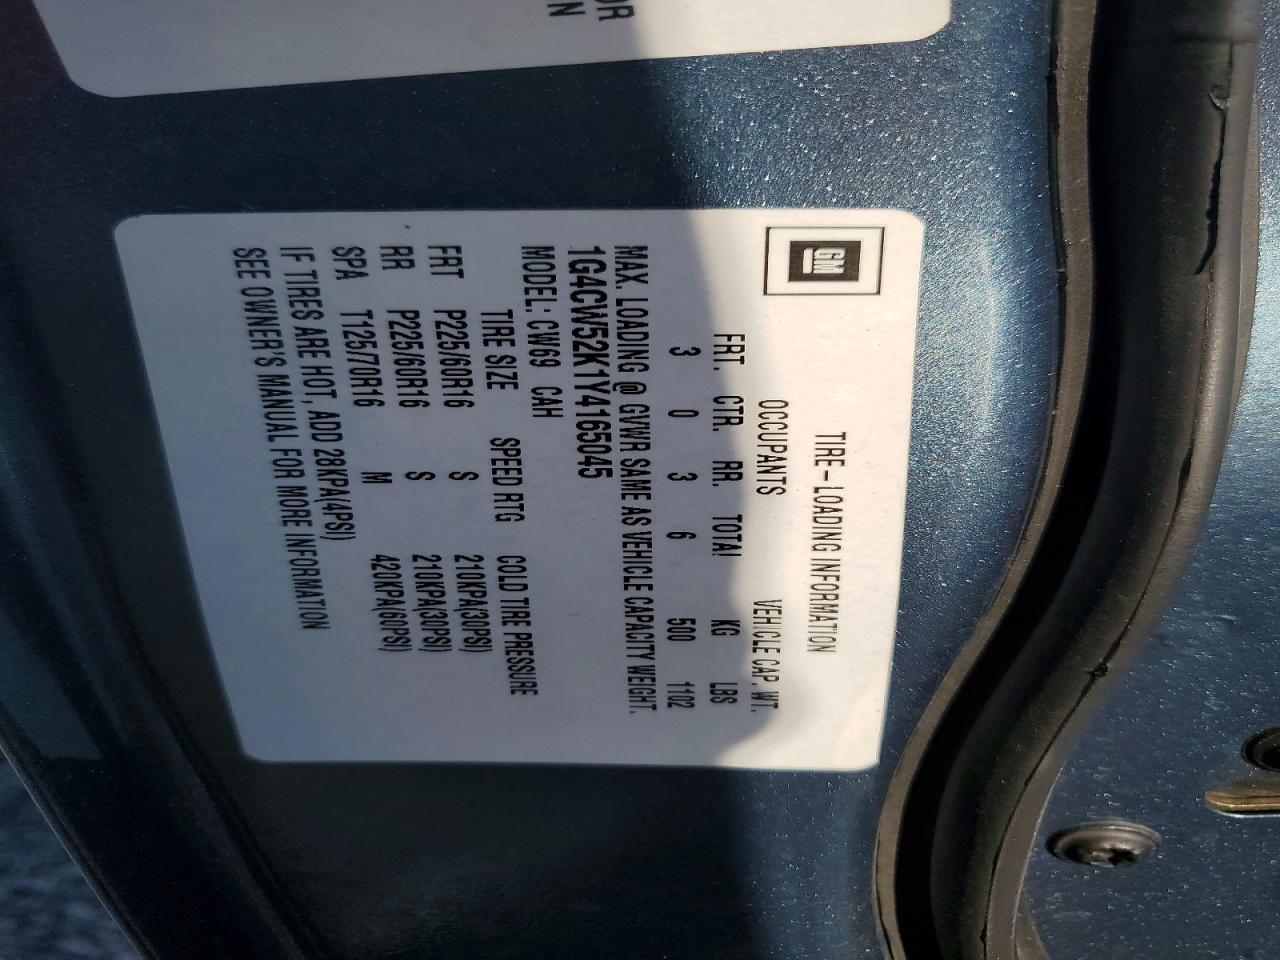 OR
N
GM
TIRE-LOADING INFORMATION
OCCUPANTS VEHICLE CAP. WT.
FRT. CTR. RR. TOTAL KG LBS
3 0 3 6 500 1102
MAX. LOADING @ GVWR SAME AS VEHICLE CAPACITY WEIGHT.
1G4CW52K1Y4165045
MODEL: CW69 CAH
TIRE SIZE SPEED RTG COLD TIRE PRESSURE
FRT P225/60R16 S 210KPA(30PSI)
RR P225/60R16 S 210KPA(30PSI)
SPA T125/70R16 M 420KPA(60PSI)
IF TIRES ARE HOT, ADD 28KPA(4PSI)
SEE OWNER'S MANUAL FOR MORE INFORMATION